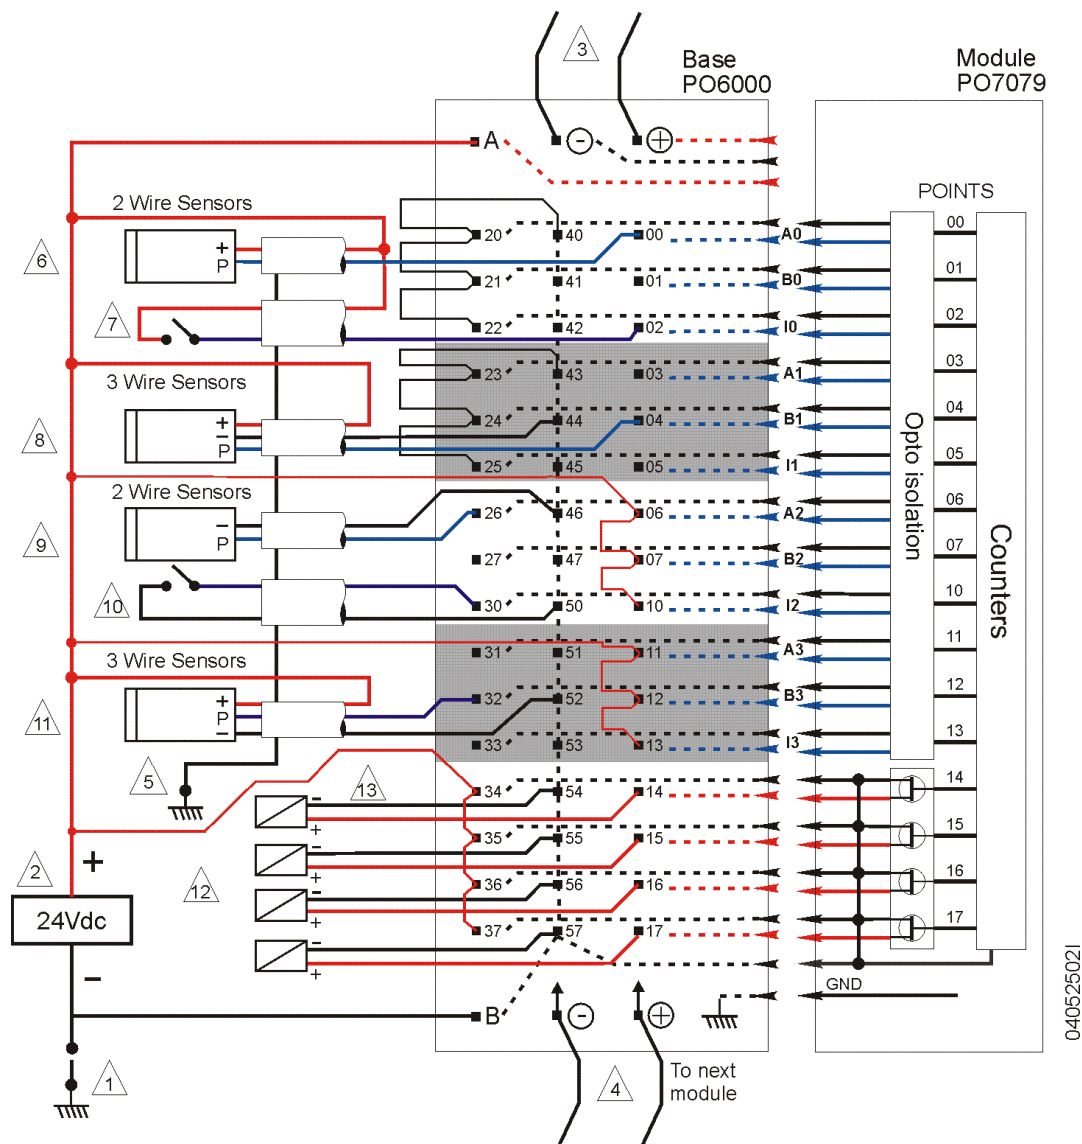 3
Base
PO6000
Module
PO7079
A - +
POINTS
2 Wire Sensors
6
+
P
20 40 00 A0 00
21 41 01 B0 01
7
22 42 02 I0 02
3 Wire Sensors
23 43 03 A1 03
8
+
−
P
24 44 04 B1 04
25 45 05 I1 05
Opto isolation
Counters
2 Wire Sensors
9
−
P
26 46 06 A2 06
27 47 07 B2 07
10
30 50 10 I2 10
3 Wire Sensors
31 51 11 A3 11
11
+
P
−
32 52 12 B3 12
33 53 13 I3 13
5
13
- +
34 54 14 14
2
+
- +
35 55 15 15
12
- +
36 56 16 16
24Vdc
- +
37 57 17 17
−
GND
B - +
1
4
To next
module
04052502I